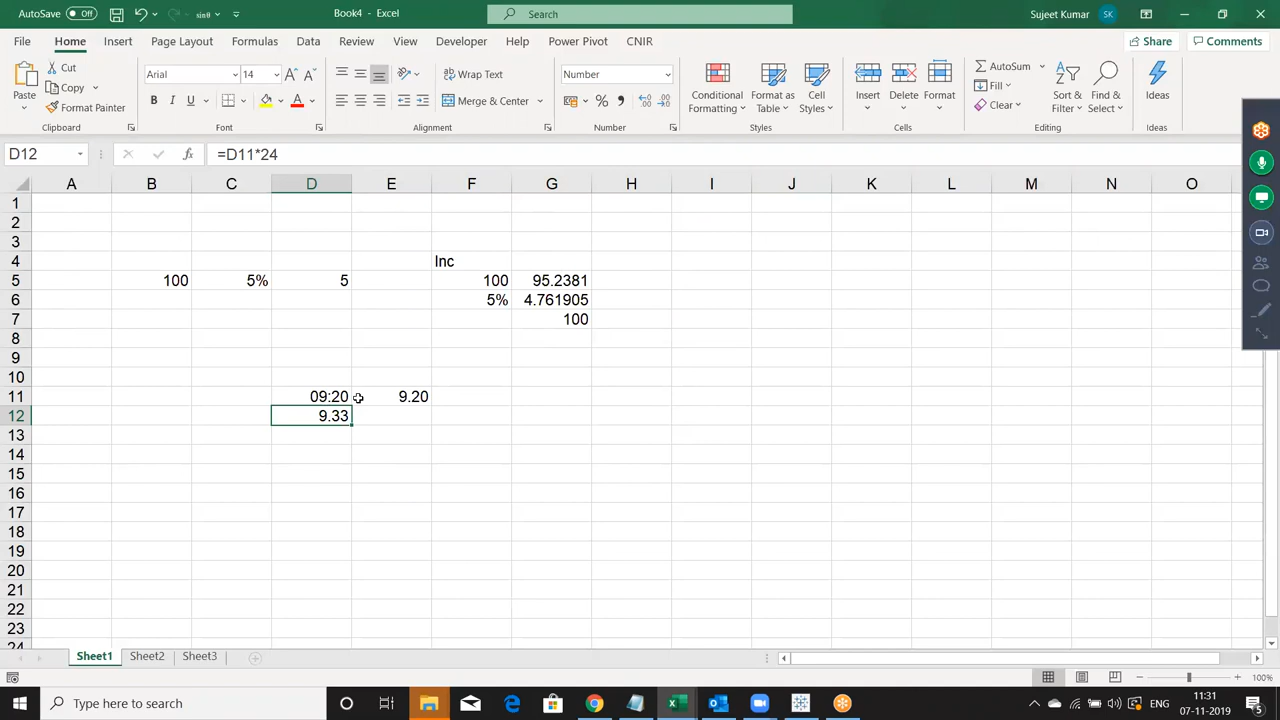 AutoSave Off
Book4 - Excel
Search
Sujeet Kumar SK
File Home Insert Page Layout Formulas Data Review View Developer Help Power Pivot CNIR Share Comments
Paste Cut Copy Format Painter
Arial 14 A A
B I U A
Wrap Text
Merge & Center
Number
% ,
Conditional Formatting
Format as Table
Cell Styles
Insert Delete Format
AutoSum
Fill
Clear
Sort & Filter
Find & Select
Ideas
Clipboard Font Alignment Number Styles Cells Editing Ideas
D12 fx =D11*24
A B C D E F G H I J K L M N O
1
2
3
4 Inc
5 100 5% 5 100 95.2381
6 5% 4.761905
7 100
8
9
10
11 09:20 9.20
12 9.33
13
14
15
16
17
18
19
20
21
22
23
24
Sheet1 Sheet2 Sheet3
100%
Type here to search
ENG
11:31
07-11-2019
5